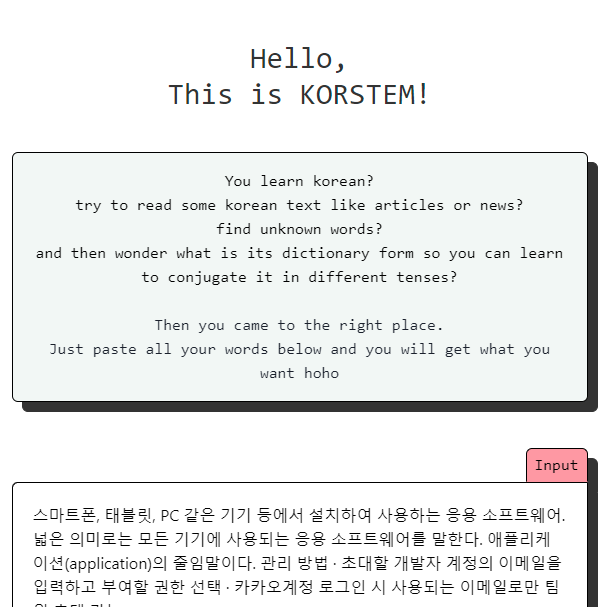 Hello,
This is KORSTEM!
You learn korean?
try to read some korean text like articles or news?
find unknown words?
and then wonder what is its dictionary form so you can learn
to conjugate it in different tenses?
Then you came to the right place.
Just paste all your words below and you will get what you
want hoho
Input
스마트폰, 태블릿, PC 같은 기기 등에서 설치하여 사용하는 응용 소프트웨어.
넓은 의미로는 모든 기기에 사용되는 응용 소프트웨어를 말한다. 애플리케
이션(application)의 줄임말이다. 관리 방법 · 초대할 개발자 계정의 이메일을
입력하고 부여할 권한 선택 · 카카오계정 로그인 시 사용되는 이메일로만 팀